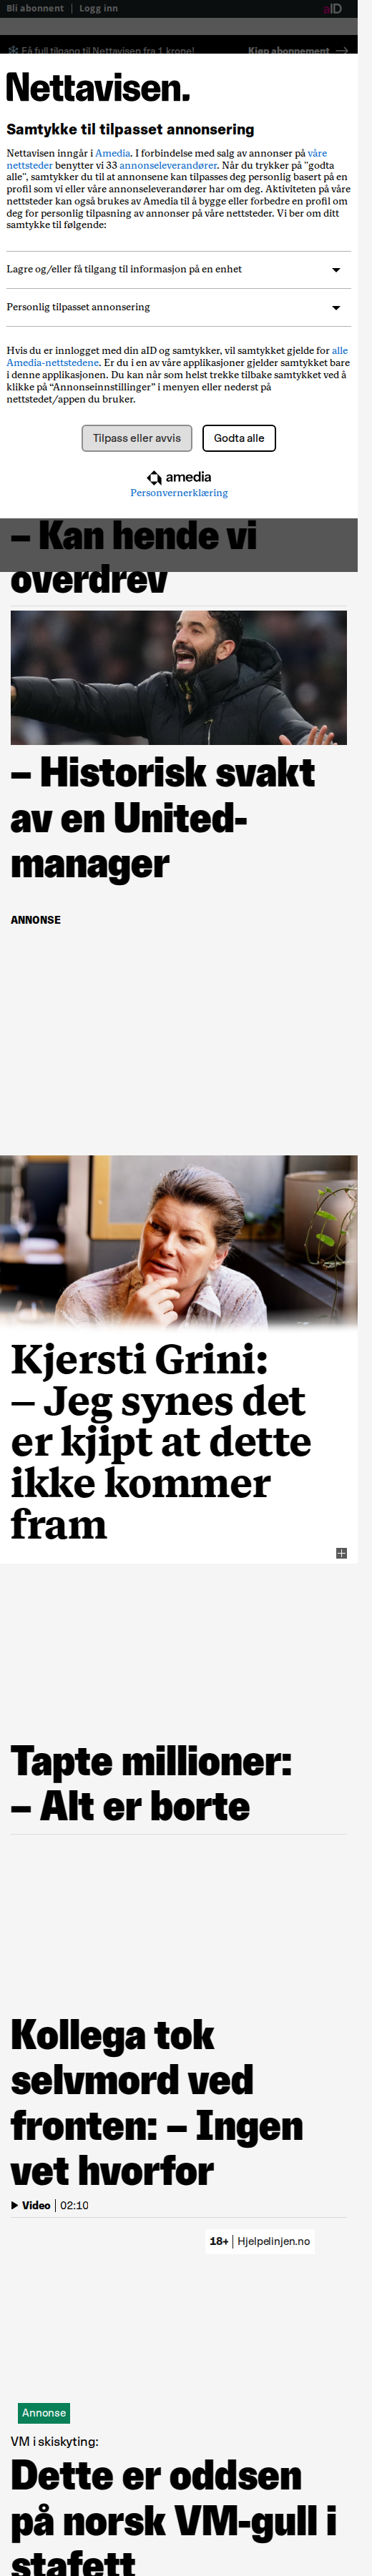 Bli abonnent | Logg inn
aID
Få full tilgang til Nettavisen fra 1 krone!
Kjøp abonnement →
Nettavisen.
Samtykke til tilpasset annonsering
Nettavisen inngår i Amedia. I forbindelse med salg av annonser på våre
nettsteder benytter vi 33 annonseleverandører. Når du trykker på "godta
alle", samtykker du til at annonsene kan tilpasses deg personlig basert på en
profil som vi eller våre annonseleverandører har om deg. Aktiviteten på våre
nettsteder kan også brukes av Amedia til å bygge eller forbedre en profil om
deg for personlig tilpasning av annonser på våre nettsteder. Vi ber om ditt
samtykke til følgende:
Lagre og/eller få tilgang til informasjon på en enhet
Personlig tilpasset annonsering
Hvis du er innlogget med din aID og samtykker, vil samtykket gjelde for alle
Amedia-nettstedene. Er du i en av våre applikasjoner gjelder samtykket bare
i denne applikasjonen. Du kan når som helst trekke tilbake samtykket ved å
klikke på “Annonseinnstillinger” i menyen eller nederst på
nettstedet/appen du bruker.
Tilpass eller avvis
Godta alle
amedia
Personvernerklæring
– Kan hende vi
overdrev
– Historisk svakt
av en United-
manager
ANNONSE
Kjersti Grini:
– Jeg synes det
er kjipt at dette
ikke kommer
fram
Tapte millioner:
– Alt er borte
Kollega tok
selvmord ved
fronten: – Ingen
vet hvorfor
Video | 02:10
18+ | Hjelpelinjen.no
Annonse
VM i skiskyting:
Dette er oddsen
på norsk VM-gull i
stafett